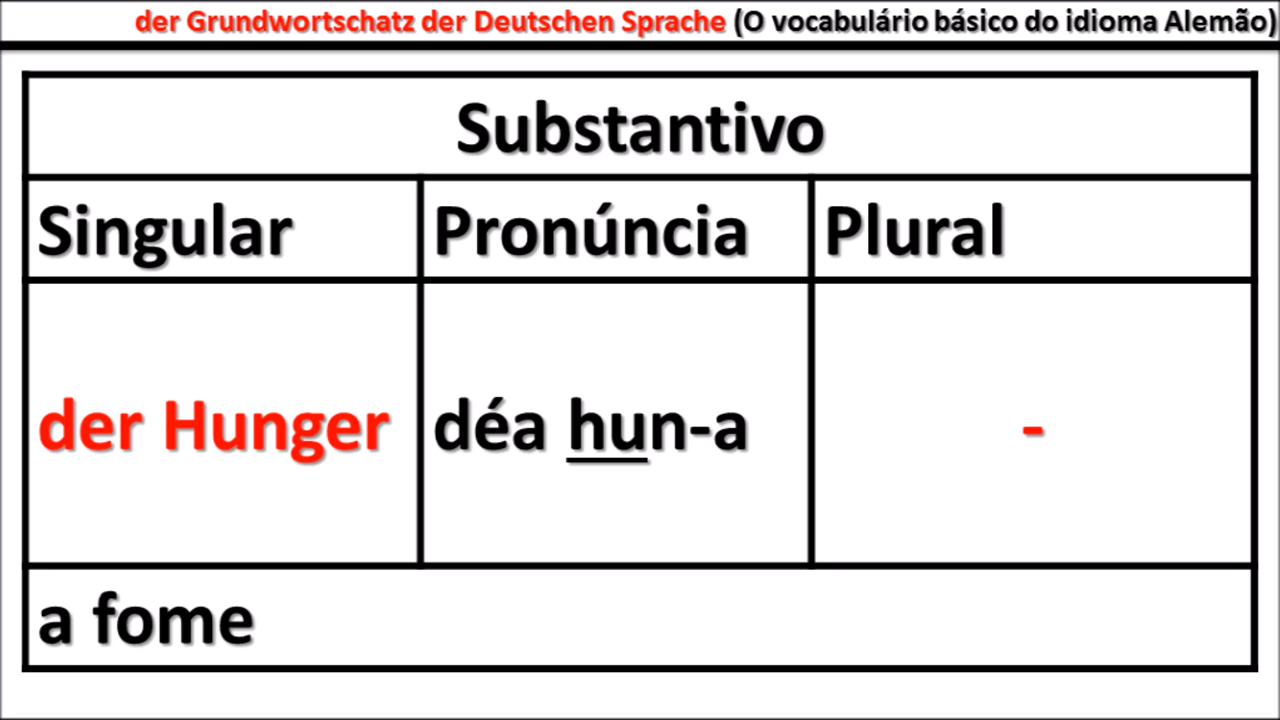 der Grundwortschatz der Deutschen Sprache (O vocabulário básico do idioma Alemão)
Substantivo
Singular Pronúncia Plural
der Hunger déa hun-a -
a fome